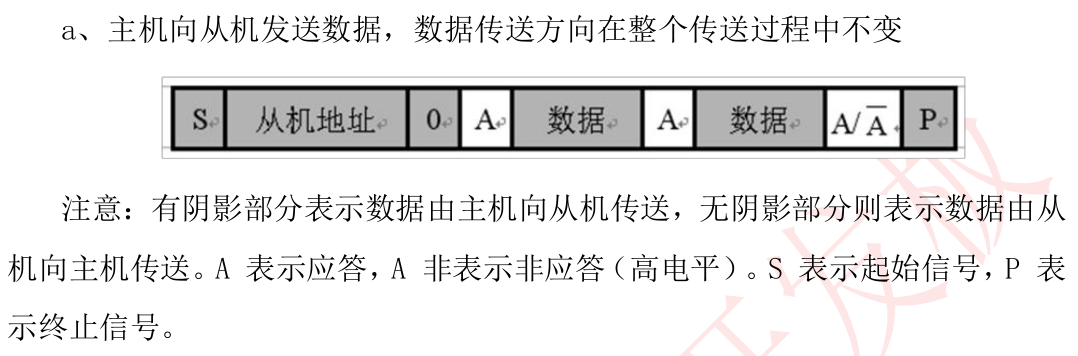 a、主机向从机发送数据，数据传送方向在整个传送过程中不变
S 从机地址 0 A 数据 A 数据 A/A̅ P
注意：有阴影部分表示数据由主机向从机传送，无阴影部分则表示数据由从
机向主机传送。A 表示应答，A 非表示非应答（高电平）。S 表示起始信号，P 表
示终止信号。
开发板